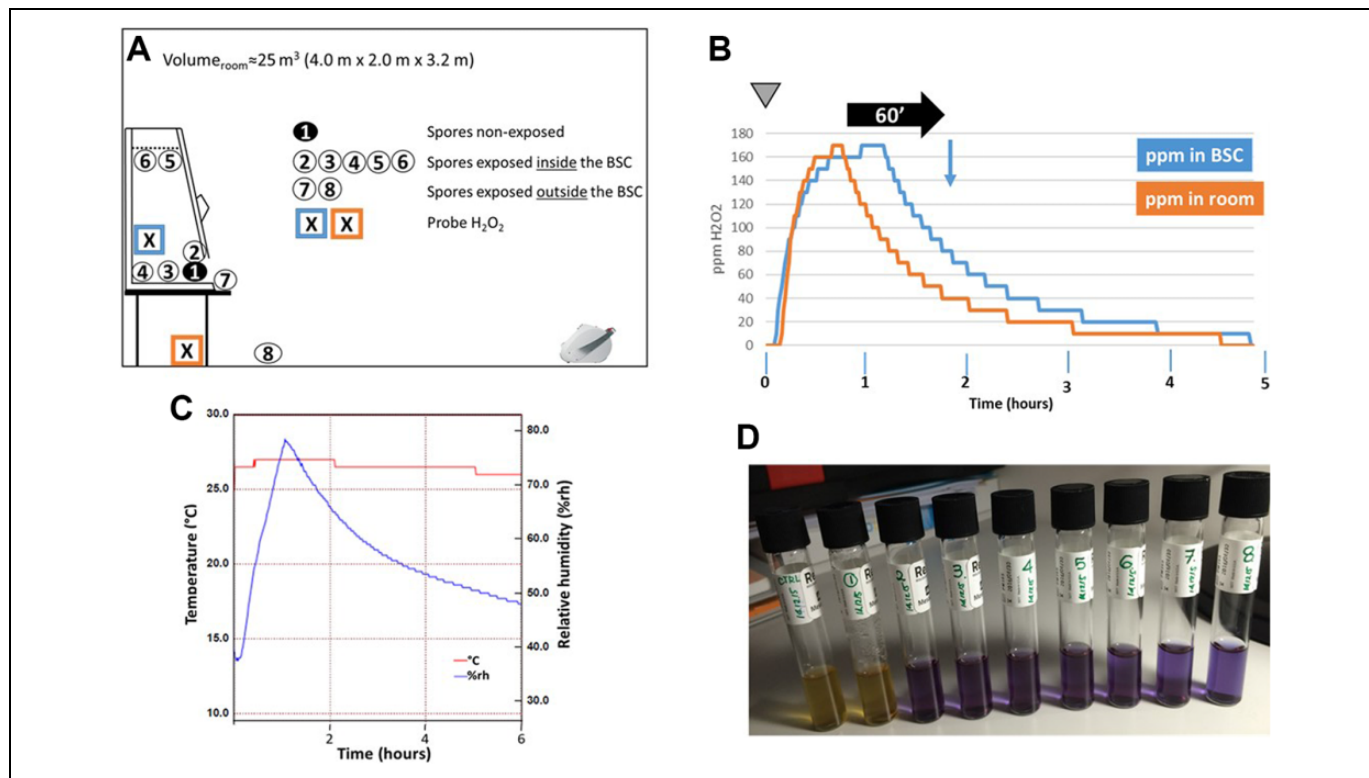 A
Volumeroom≈25 m³ (4.0 m x 2.0 m x 3.2 m)
1 Spores non-exposed
6 5
2 3 4 5 6 Spores exposed inside the BSC
7 8 Spores exposed outside the BSC
X X Probe H₂O₂
X
2
4 3 1 7
X
8
B
60'
180
160
140
120
100
80
60
40
20
0
ppm H2O2
ppm in BSC
ppm in room
0 1 2 3 4 5
Time (hours)
C
30.0
25.0
20.0
15.0
10.0
Temperature (°C)
80.0
70.0
60.0
50.0
40.0
30.0
Relative humidity (%rh)
°C
%rh
2 4 6
Time (hours)
D
CTRL
1
2
3
4
5
6
7
8